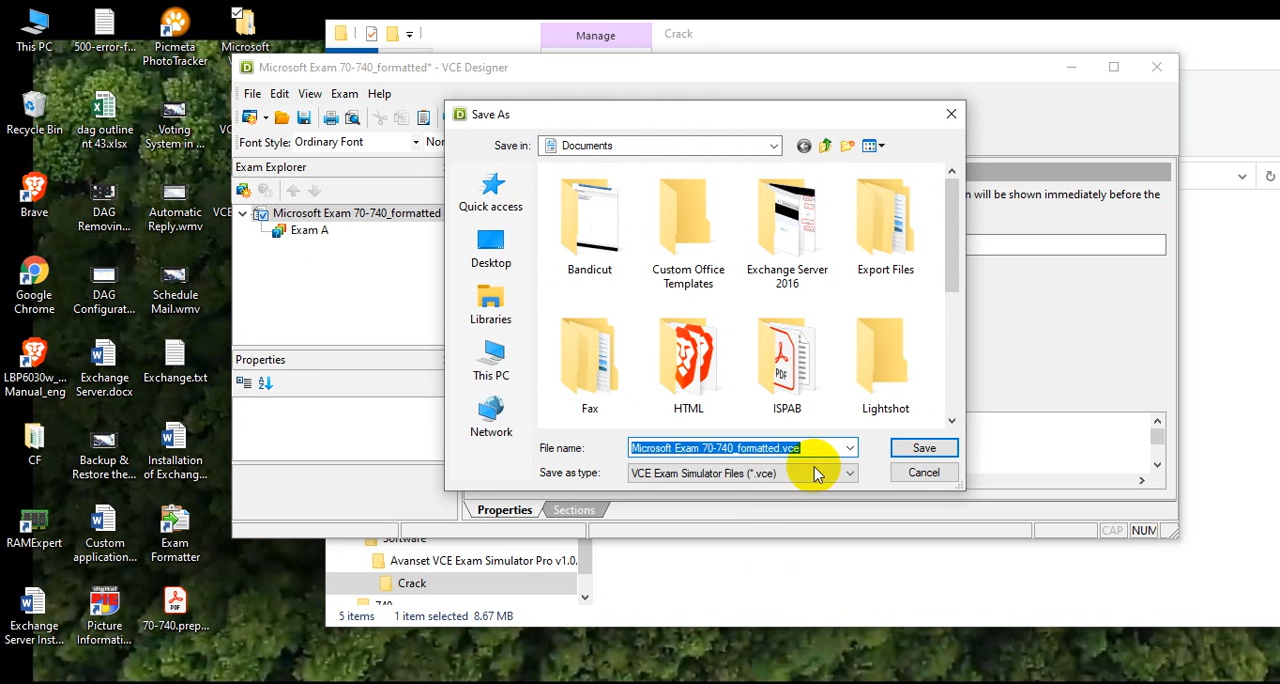 This PC
500-error-f...
Picmeta
PhotoTracker
Microsoft
Manage
Crack
Microsoft Exam 70-740_formatted* - VCE Designer
File Edit View Exam Help
Font Style: Ordinary Font
Exam Explorer
Microsoft Exam 70-740_formatted
Exam A
Properties
Save As
Save in: Documents
Quick access
Desktop
Libraries
This PC
Network
Bandicut
Custom Office
Templates
Exchange Server
2016
Export Files
Fax
HTML
ISPAB
Lightshot
File name: Microsoft Exam 70-740_formatted.vce
Save
Save as type: VCE Exam Simulator Files (*.vce)
Cancel
n will be shown immediately before the
Properties
Sections
CAP
NUM
Software
Avanset VCE Exam Simulator Pro v1.0.
Crack
740
5 items 1 item selected 8.67 MB
Recycle Bin
dag outline
nt 43.xlsx
Voting
System in ...
Brave
DAG
Removin...
Automatic
Reply.wmv
Google
Chrome
DAG
Configurat...
Schedule
Mail.wmv
LBP6030w_...
Manual_eng
Exchange
Server.docx
Exchange.txt
CF
Backup &
Restore the...
Installation
of Exchang...
RAMExpert
Custom
application...
Exam
Formatter
Exchange
Server Inst...
Picture
Informati...
70-740.prep...